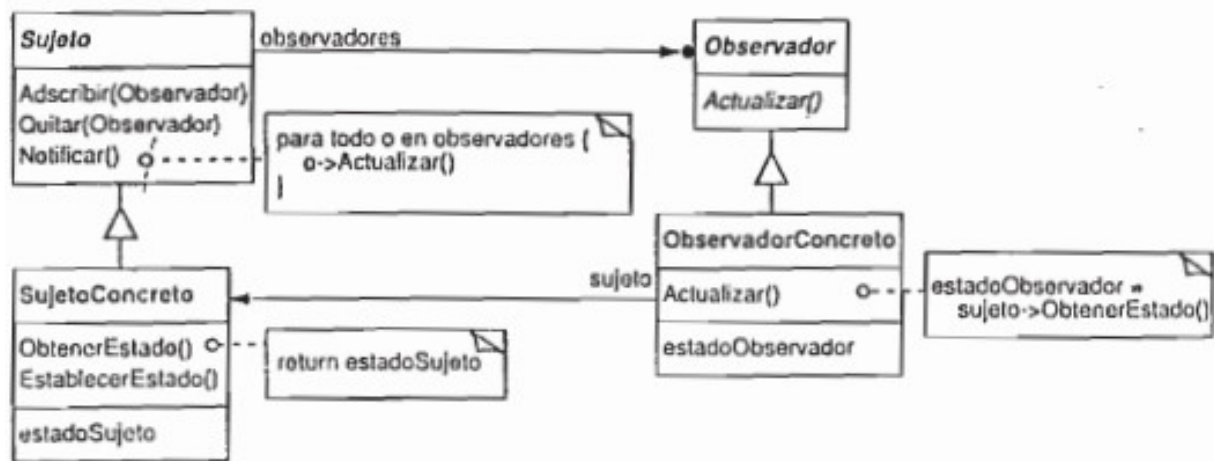 Sujeto
observadores
Observador
Adscribir(Observador)
Quitar(Observador)
Notificar()
para todo o en observadores {
o->Actualizar()
}
Actualizar()
SujetoConcreto
ObtenerEstado()
EstablecerEstado()
estadoSujeto
return estadoSujeto
sujeto
ObservadorConcreto
Actualizar()
estadoObservador
estadoObservador =
sujeto->ObtenerEstado()